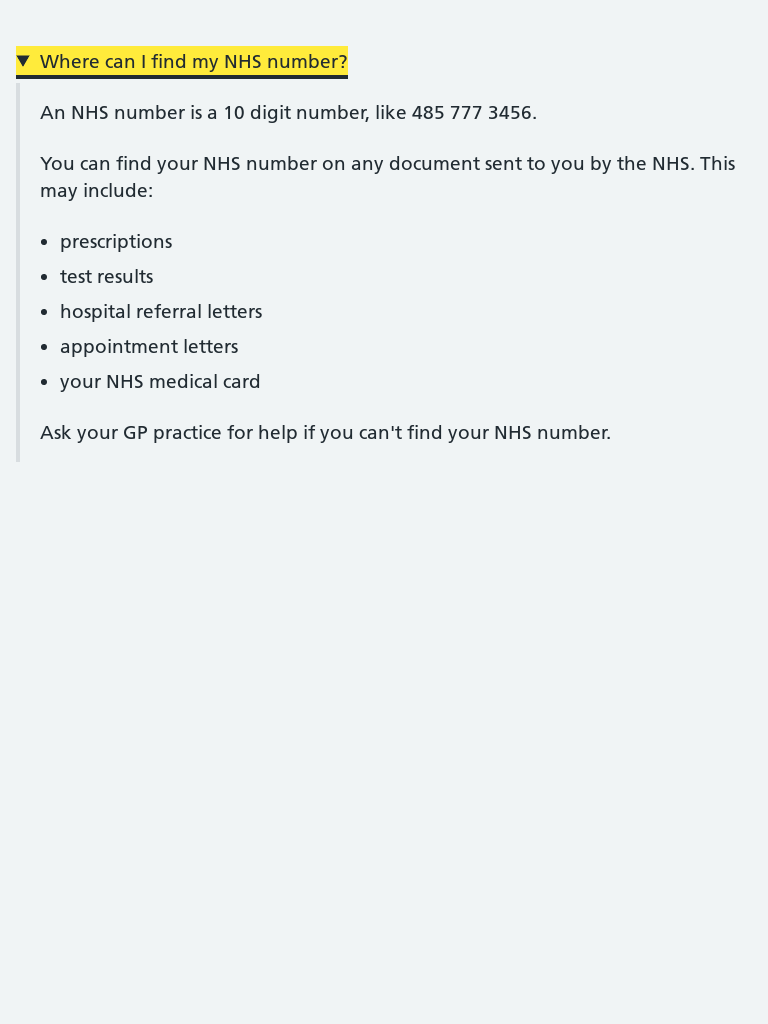 Where can I find my NHS number?
An NHS number is a 10 digit number, like 485 777 3456.
You can find your NHS number on any document sent to you by the NHS. This
may include:
prescriptions
test results
hospital referral letters
appointment letters
your NHS medical card
Ask your GP practice for help if you can't find your NHS number.